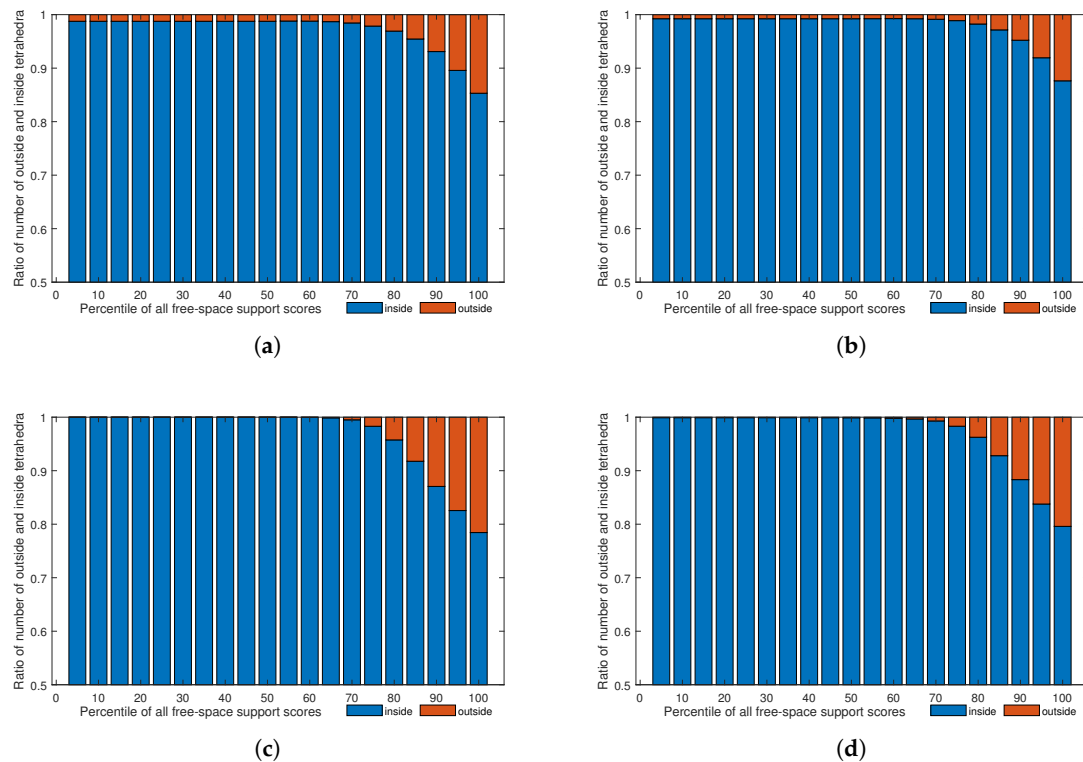 Ratio of number of outside and inside tetrahedra
1
0.9
0.8
0.7
0.6
0.5
0 10 20 30 40 50 60 70 80 90 100
Percentile of all free-space support scores
inside outside
(a)
Ratio of number of outside and inside tetrahedra
1
0.9
0.8
0.7
0.6
0.5
0 10 20 30 40 50 60 70 80 90 100
Percentile of all free-space support scores
inside outside
(b)
Ratio of number of outside and inside tetrahedra
1
0.9
0.8
0.7
0.6
0.5
0 10 20 30 40 50 60 70 80 90 100
Percentile of all free-space support scores
inside outside
(c)
Ratio of number of outside and inside tetrahedra
1
0.9
0.8
0.7
0.6
0.5
0 10 20 30 40 50 60 70 80 90 100
Percentile of all free-space support scores
inside outside
(d)